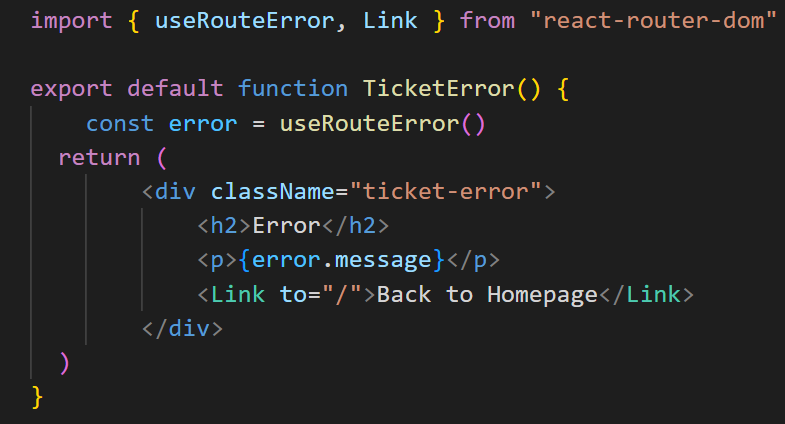 import { useRouteError, Link } from "react-router-dom"
export default function TicketError() {
    const error = useRouteError()
  return (
        <div className="ticket-error">
            <h2>Error</h2>
            <p>{error.message}</p>
            <Link to="/">Back to Homepage</Link>
        </div>
  )
}